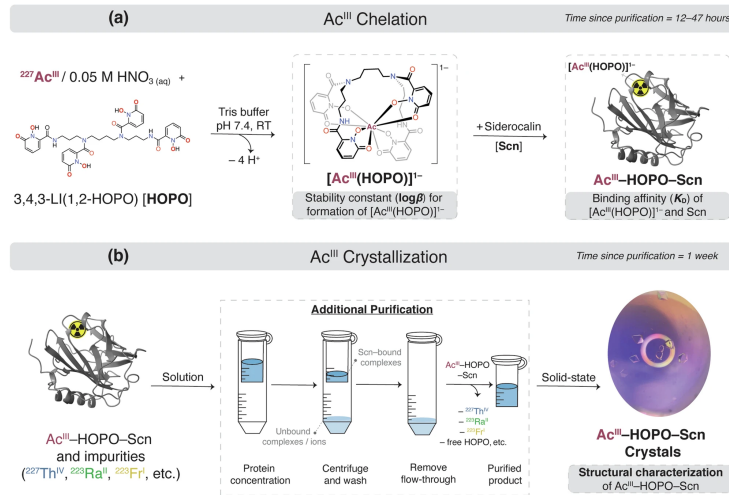 (a) Ac^III Chelation Time since purification = 12–47 hours
²²⁷Ac^III / 0.05 M HNO₃ (aq) +
Tris buffer
pH 7.4, RT
– 4 H⁺
3,4,3-LI(1,2-HOPO) [HOPO]
1–
Ac
[Ac^III(HOPO)]¹⁻
Stability constant (logβ) for
formation of [Ac^III(HOPO)]¹⁻
+Siderocalin
[Scn]
[Ac^III(HOPO)]¹⁻
Ac^III–HOPO–Scn
Binding affinity (K_D) of
[Ac^III(HOPO)]¹⁻ and Scn
(b) Ac^III Crystallization Time since purification = 1 week
Ac^III–HOPO–Scn
and impurities
(²²⁷Th^IV, ²²³Ra^II, ²²³Fr^I, etc.)
Solution
Additional Purification
Unbound
complexes / ions
Scn–bound
complexes
Ac^III–HOPO
–Scn
– ²²⁷Th^IV
– ²²³Ra^II
– ²²³Fr^I
– free HOPO, etc.
Protein
concentration
Centrifuge
and wash
Remove
flow-through
Purified
product
Solid-state
Ac^III–HOPO–Scn
Crystals
Structural characterization
of Ac^III–HOPO–Scn